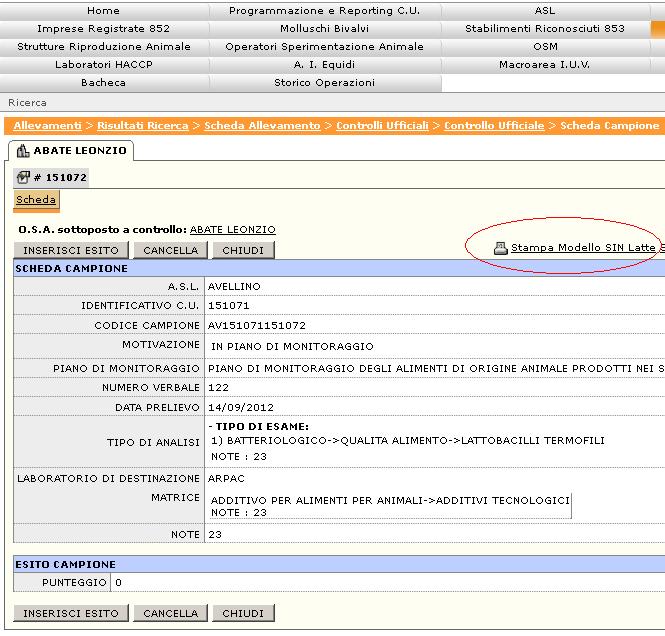 Home Programmazione e Reporting C.U. ASL
Imprese Registrate 852 Molluschi Bivalvi Stabilimenti Riconosciuti 853
Strutture Riproduzione Animale Operatori Sperimentazione Animale OSM
Laboratori HACCP A. I. Equidi Macroarea I.U.V.
Bacheca Storico Operazioni
Ricerca
Allevamenti > Risultati Ricerca > Scheda Allevamento > Controlli Ufficiali > Controllo Ufficiale > Scheda Campione
ABATE LEONZIO
# 151072
Scheda
O.S.A. sottoposto a controllo: ABATE LEONZIO
Stampa Modello SIN Latte S
INSERISCI ESITO CANCELLA CHIUDI
SCHEDA CAMPIONE
A.S.L. AVELLINO
IDENTIFICATIVO C.U. 151071
CODICE CAMPIONE AV151071151072
MOTIVAZIONE IN PIANO DI MONITORAGGIO
PIANO DI MONITORAGGIO PIANO DI MONITORAGGIO DEGLI ALIMENTI DI ORIGINE ANIMALE PRODOTTI NEI S
NUMERO VERBALE 122
DATA PRELIEVO 14/09/2012
- TIPO DI ESAME:
TIPO DI ANALISI 1) BATTERIOLOGICO->QUALITA ALIMENTO->LATTOBACILLI TERMOFILI
NOTE : 23
LABORATORIO DI DESTINAZIONE ARPAC
MATRICE ADDITIVO PER ALIMENTI PER ANIMALI->ADDITIVI TECNOLOGICI
NOTE : 23
NOTE 23
ESITO CAMPIONE
PUNTEGGIO 0
INSERISCI ESITO CANCELLA CHIUDI